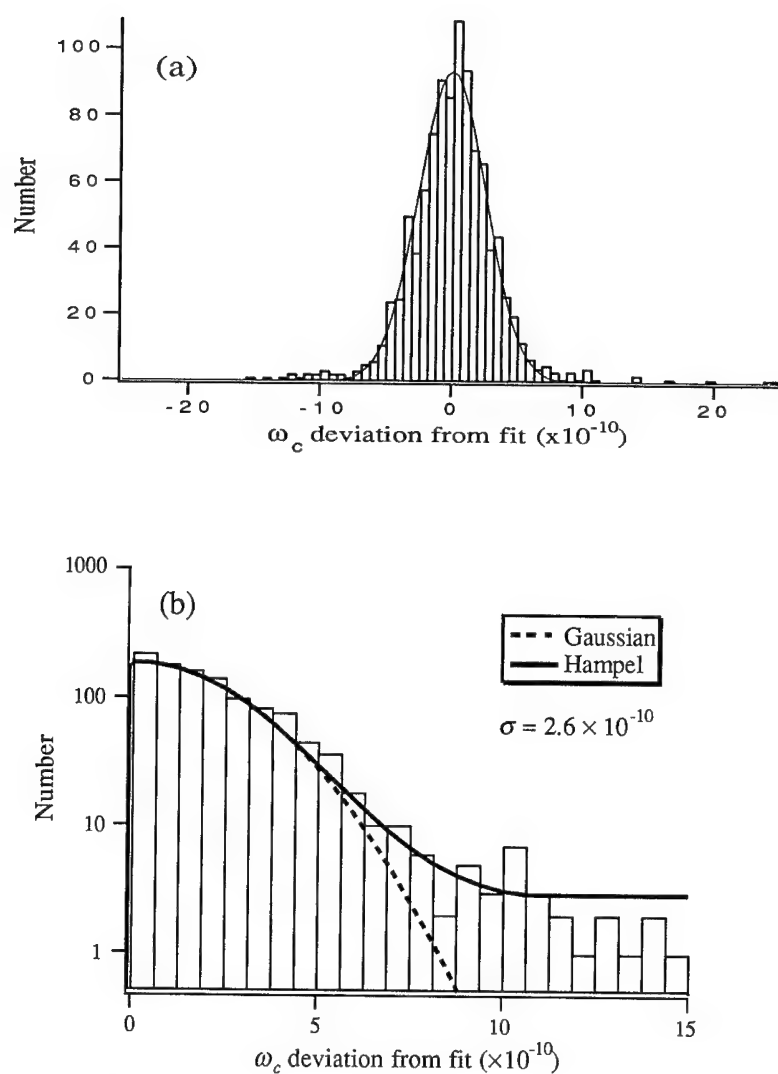 (a)
100
80
60
40
20
0
Number
-20 -10 0 10 20
ω_c deviation from fit (x10⁻¹⁰)
(b)
1000
100
10
1
Number
Gaussian
Hampel
σ = 2.6 × 10⁻¹⁰
0 5 10 15
ω_c deviation from fit (×10⁻¹⁰)